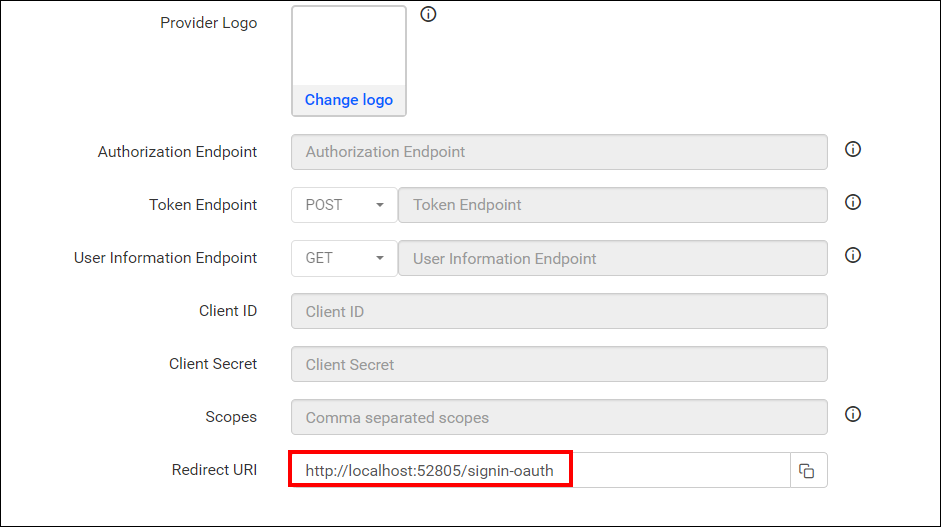 Provider Logo
Change logo
Authorization Endpoint Authorization Endpoint
Token Endpoint POST Token Endpoint
User Information Endpoint GET User Information Endpoint
Client ID Client ID
Client Secret Client Secret
Scopes Comma separated scopes
Redirect URI http://localhost:52805/signin-oauth